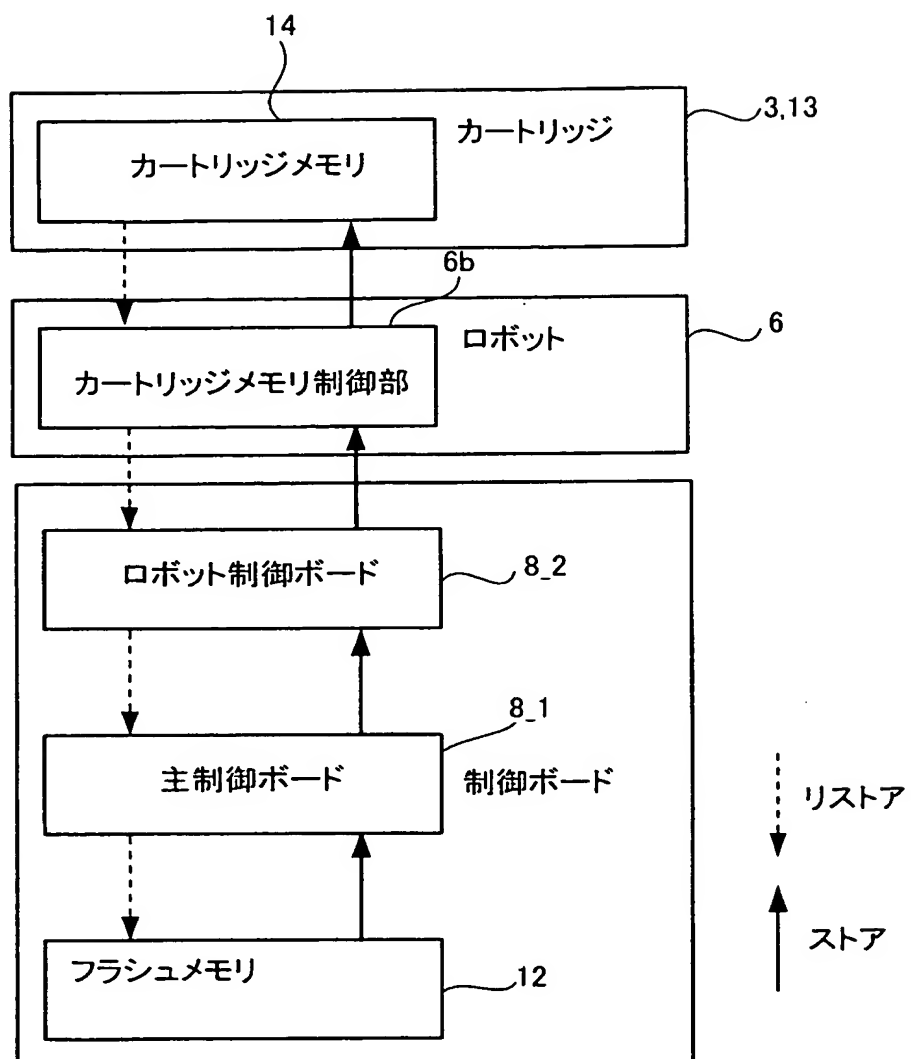 14
カートリッジ
3,13
カートリッジメモリ
6b
ロボット
6
カートリッジメモリ制御部
ロボット制御ボード
8_2
8_1
主制御ボード
制御ボード
リストア
ストア
フラシュメモリ
12